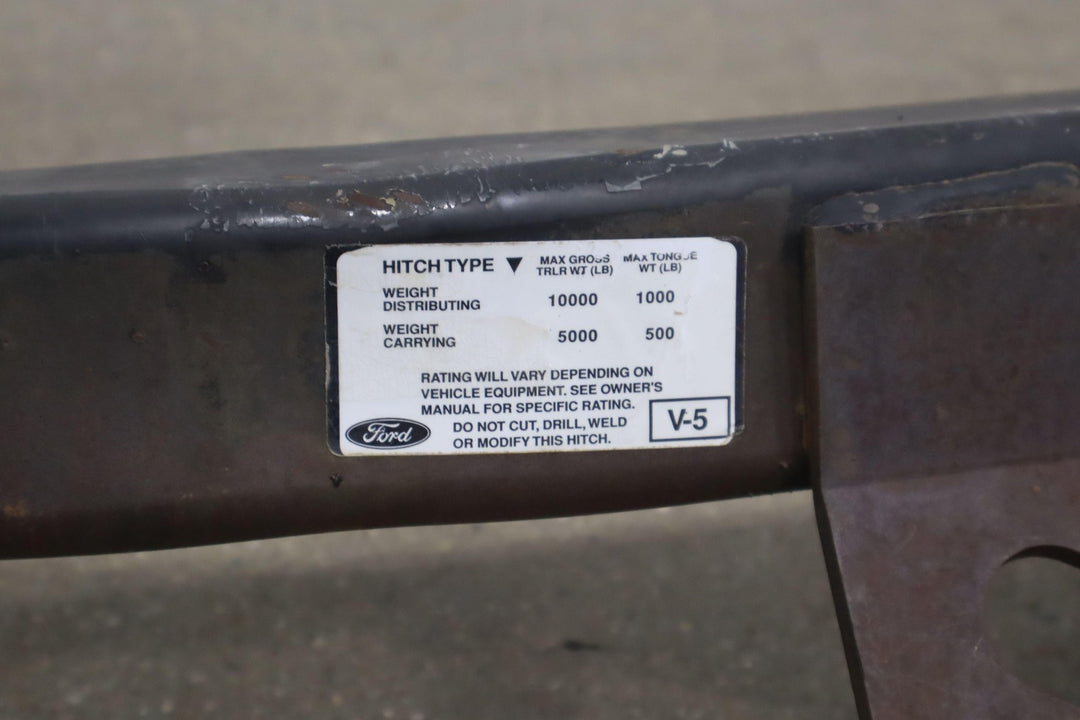 HITCH TYPE ▼ MAX GROSS TRLR WT (LB) MAX TONGUE WT (LB)
WEIGHT DISTRIBUTING 10000 1000
WEIGHT CARRYING 5000 500
RATING WILL VARY DEPENDING ON
VEHICLE EQUIPMENT. SEE OWNER'S
MANUAL FOR SPECIFIC RATING.
DO NOT CUT, DRILL, WELD
OR MODIFY THIS HITCH.
Ford
V-5